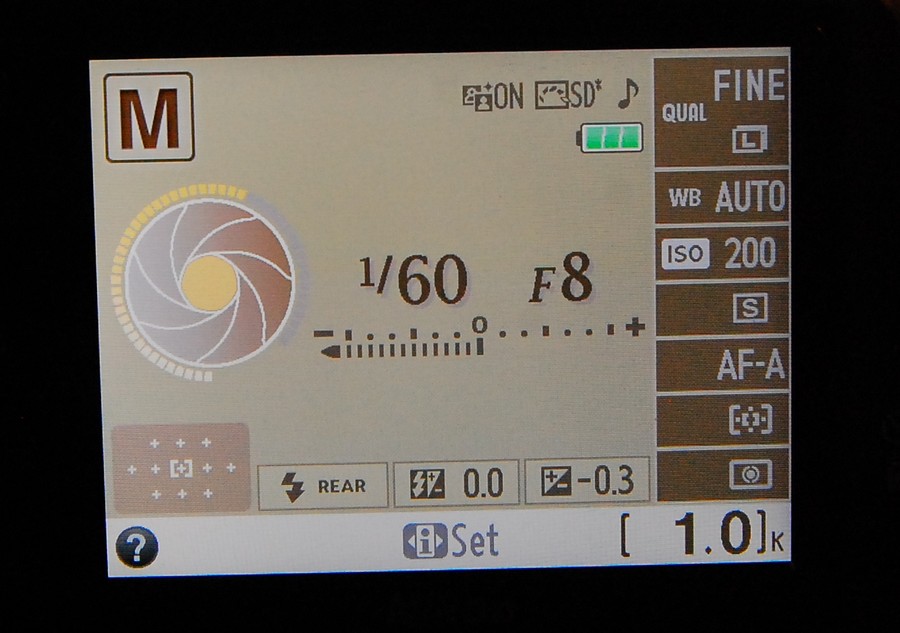 M
ON SD* ♪
FINE
QUAL L
WB AUTO
ISO 200
S
AF-A
1/60 F8
- 0 +
REAR 0.0 -0.3
? i Set [ 1.0]K